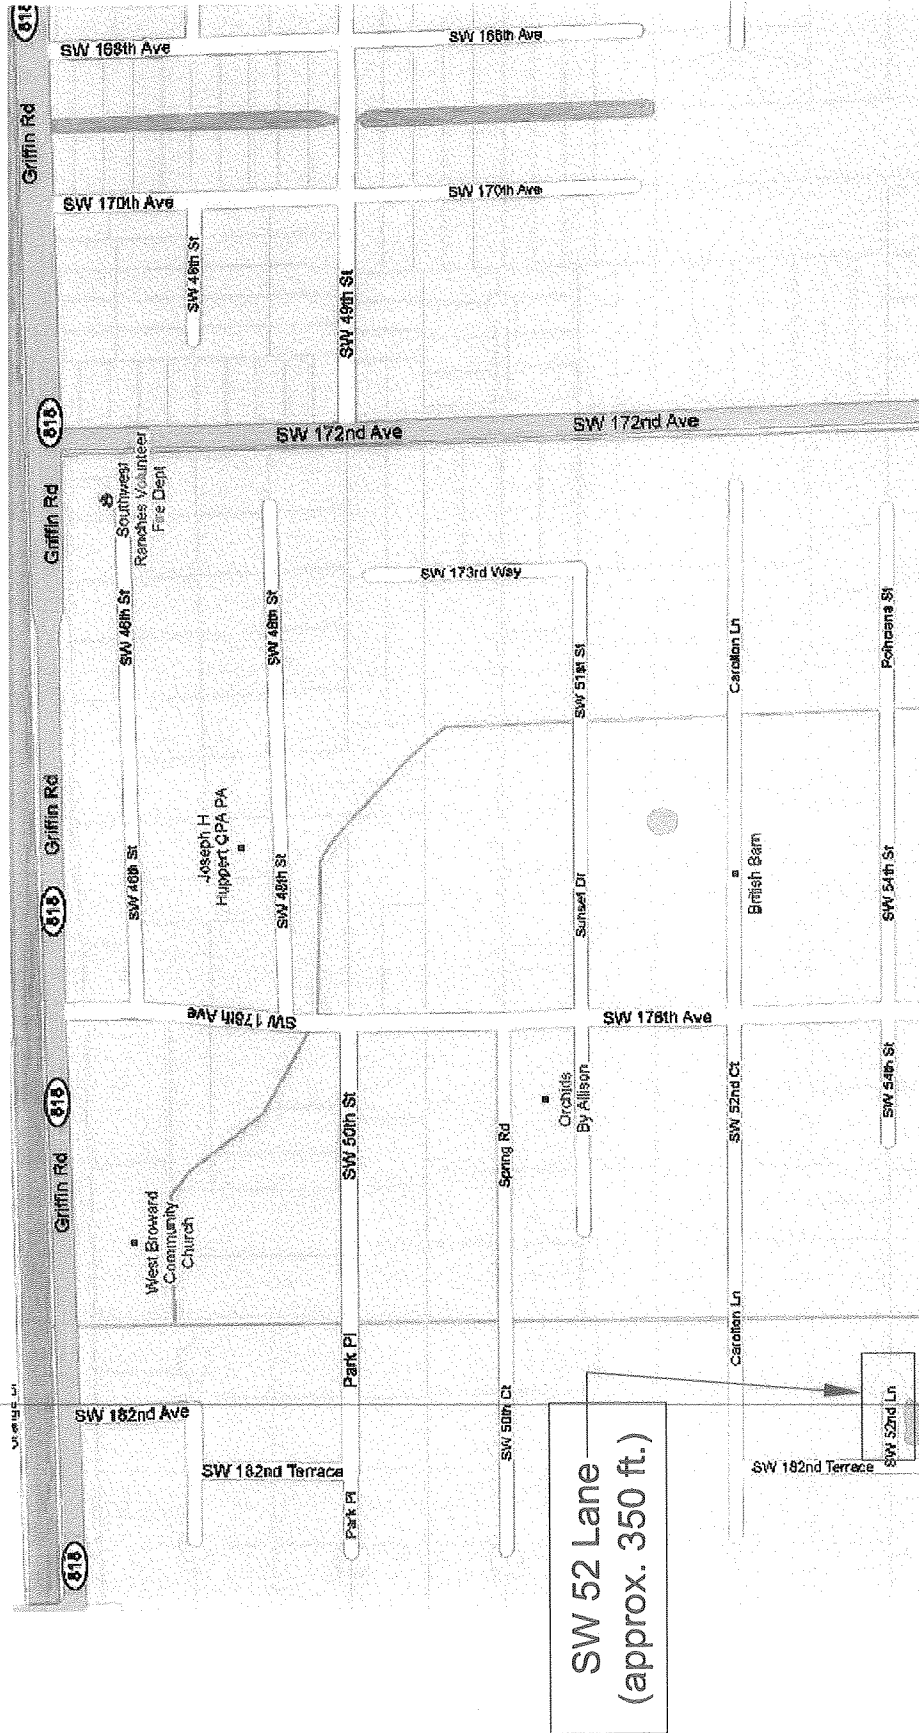 818
SW 168th Ave
SW 168th Ave
Griffin Rd
SW 170th Ave
SW 170th Ave
SW 48th St
SW 49th St
818
SW 172nd Ave
SW 172nd Ave
Griffin Rd
Southwest
Ranches Volunteer
Fire Dept
SW 46th St
SW 48th St
SW 173rd Way
SW 51st St
Carollon Ln
Poinciana St
Griffin Rd
Joseph H
Huppert CPA PA
SW 46th St
SW 48th St
Sunset Dr
British Barn
SW 54th St
818
SW 178th Ave
SW 178th Ave
818
Griffin Rd
SW 50th St
Spring Rd
Orchids
By Allison
SW 52nd Ct
SW 54th St
West Broward
Community
Church
Park Pl
Carollon Ln
SW 182nd Ave
SW 50th Ct
SW 52nd Ln
SW 182nd Terrace
SW 182nd Terrace
Park Pl
818
SW 52 Lane
(approx. 350 ft.)